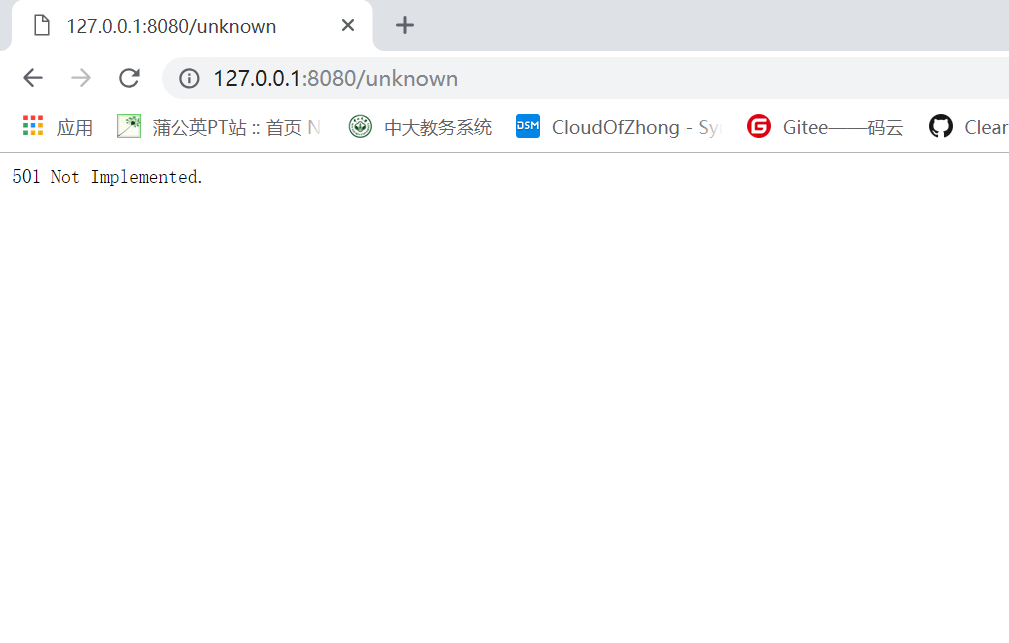 127.0.0.1:8080/unknown
127.0.0.1:8080/unknown
应用 蒲公英PT站 :: 首页 N 中大教务系统 DSM CloudOfZhong - Sy G Gitee——码云 Clear
501 Not Implemented.